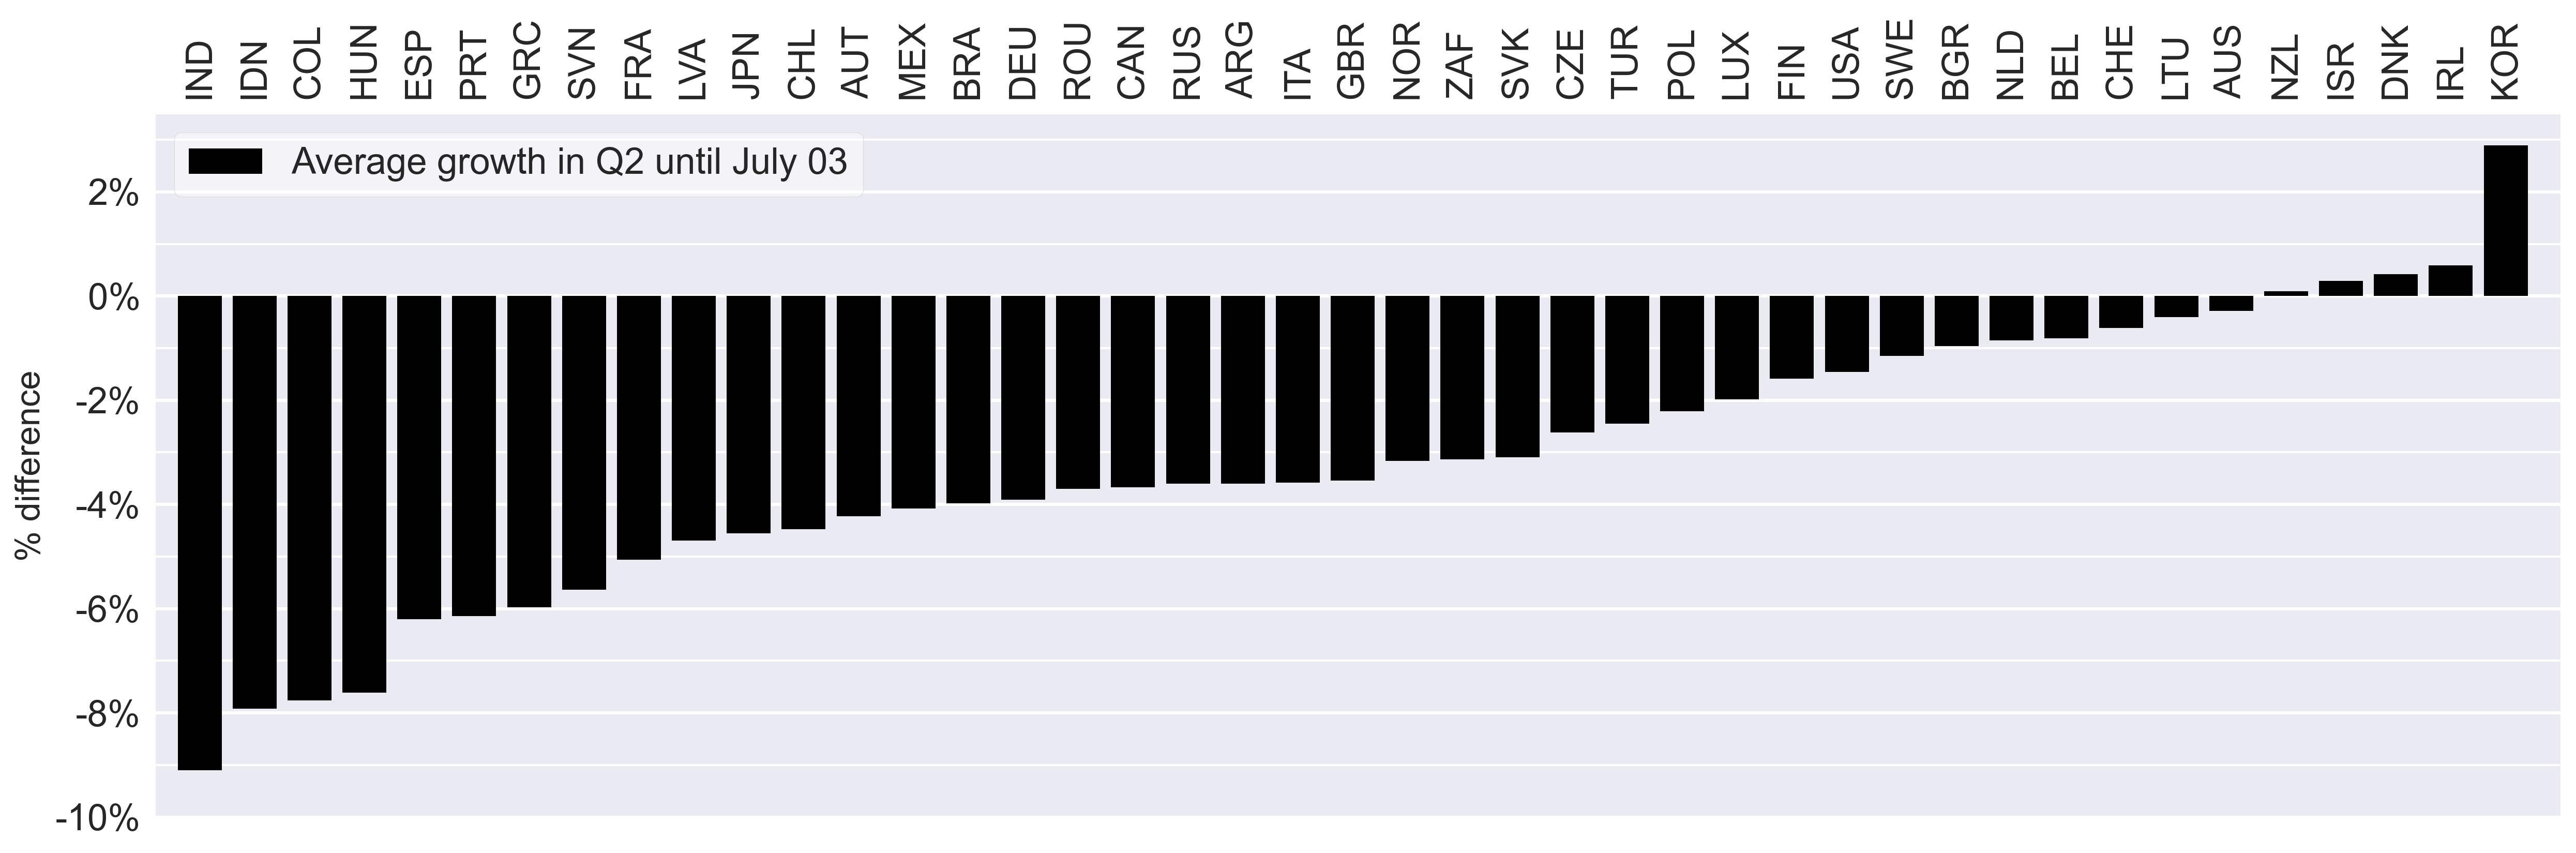 IND IDN COL HUN ESP PRT GRC SVN FRA LVA JPN CHL AUT MEX BRA DEU ROU CAN RUS ARG ITA GBR NOR ZAF SVK CZE TUR POL LUX FIN USA SWE BGR NLD BEL CHE LTU AUS NZL ISR DNK IRL KOR
Average growth in Q2 until July 03
2%
0%
-2%
-4%
-6%
-8%
-10%
% difference